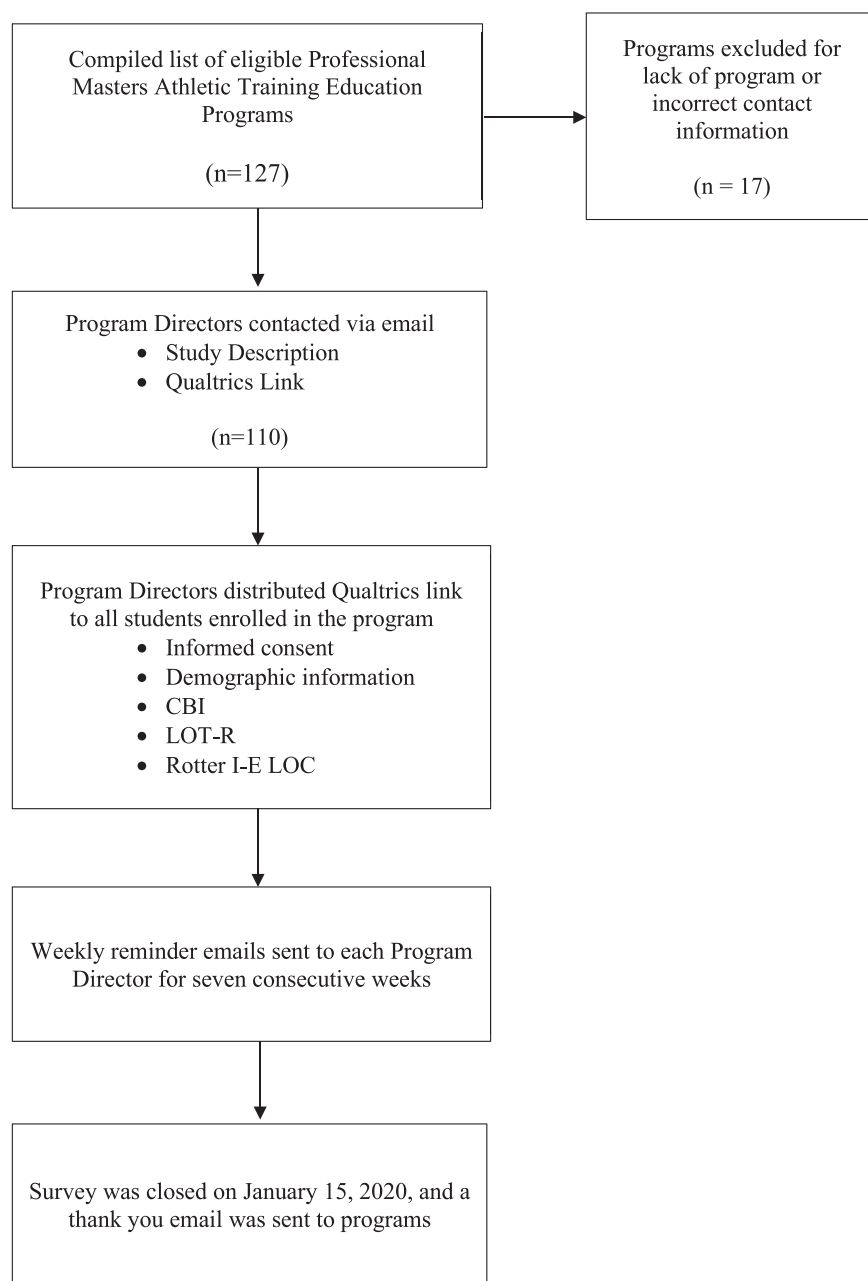 Compiled list of eligible Professional
Masters Athletic Training Education
Programs
(n=127)
Programs excluded for
lack of program or
incorrect contact
information
(n = 17)
Program Directors contacted via email
• Study Description
• Qualtrics Link
(n=110)
Program Directors distributed Qualtrics link
to all students enrolled in the program
• Informed consent
• Demographic information
• CBI
• LOT-R
• Rotter I-E LOC
Weekly reminder emails sent to each Program
Director for seven consecutive weeks
Survey was closed on January 15, 2020, and a
thank you email was sent to programs